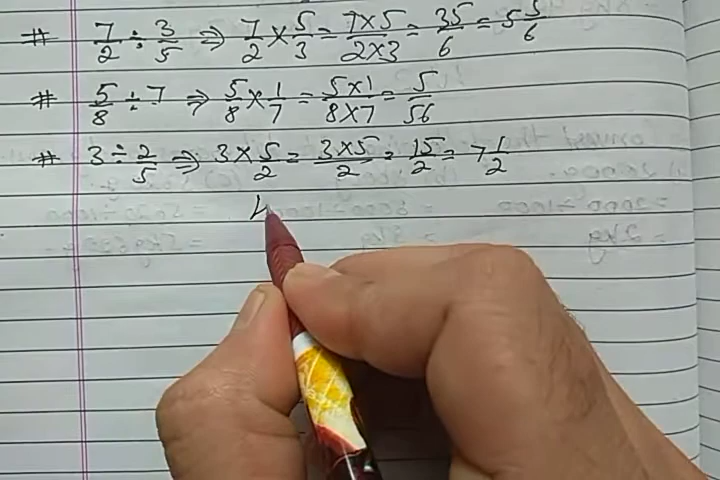 # 7/2 ÷ 3/5 ⇒ 7/2 × 5/3 = 7×5/2×3 = 35/6 = 5 5/6
# 5/8 ÷ 7 ⇒ 5/8 × 1/7 = 5×1/8×7 = 5/56
# 3 ÷ 2/5 ⇒ 3 × 5/2 = 3×5/2 = 15/2 = 7 1/2